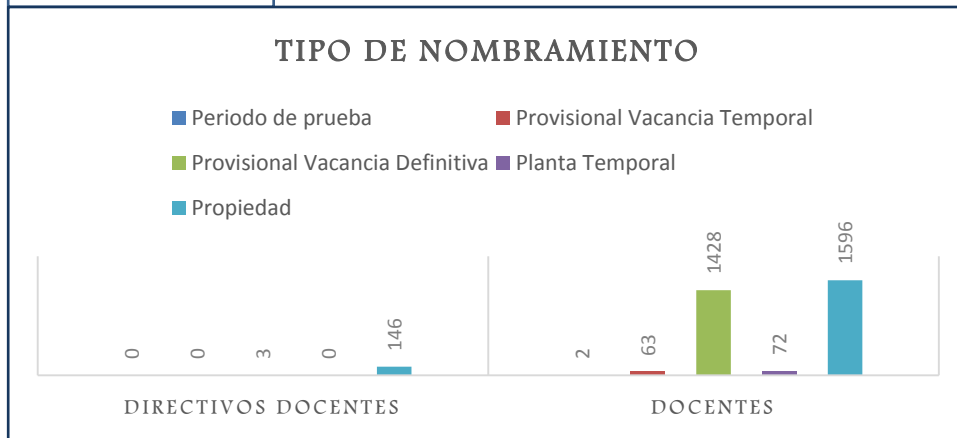 TIPO DE NOMBRAMIENTO
Periodo de prueba Provisional Vacancia Temporal
Provisional Vacancia Definitiva Planta Temporal
Propiedad
0 0 3 0 146 2 63 1428 72 1596
DIRECTIVOS DOCENTES DOCENTES